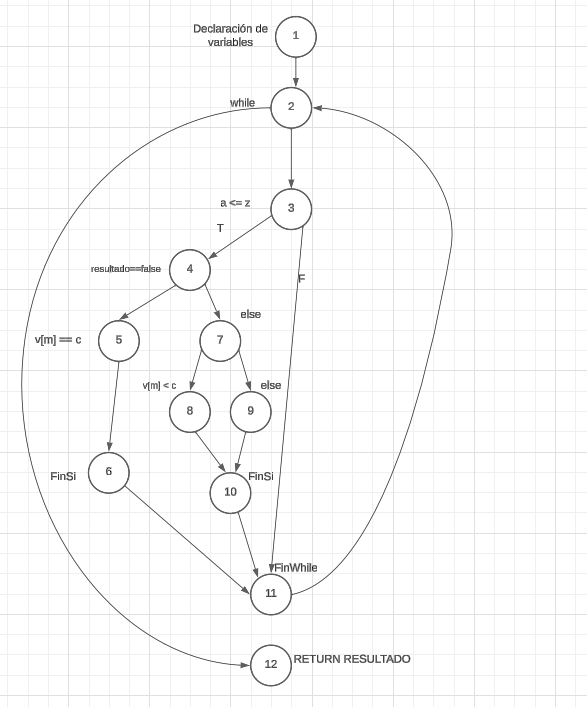 Declaración de
variables
1
while
2
a <= z
3
T
resultado==false
4
F
else
v[m] == c
5
7
v[m] < c
else
8
9
FinSi
6
FinSi
10
FinWhile
11
12
RETURN RESULTADO